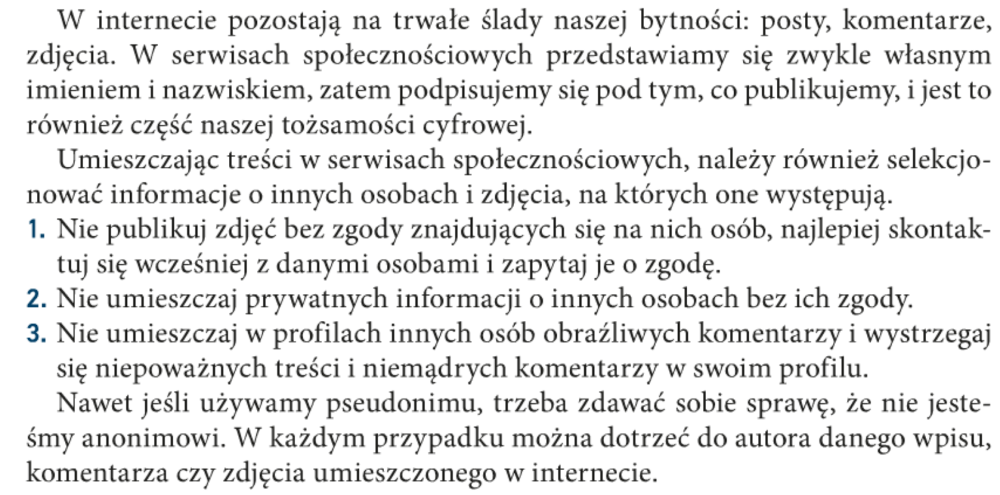 W internecie pozostają na trwałe ślady naszej bytności: posty, komentarze,
zdjęcia. W serwisach społecznościowych przedstawiamy się zwykle własnym
imieniem i nazwiskiem, zatem podpisujemy się pod tym, co publikujemy, i jest to
również część naszej tożsamości cyfrowej.
Umieszczając treści w serwisach społecznościowych, należy również selekcjo-
nować informacje o innych osobach i zdjęcia, na których one występują.
1. Nie publikuj zdjęć bez zgody znajdujących się na nich osób, najlepiej skontak-
tuj się wcześniej z danymi osobami i zapytaj je o zgodę.
2. Nie umieszczaj prywatnych informacji o innych osobach bez ich zgody.
3. Nie umieszczaj w profilach innych osób obraźliwych komentarzy i wystrzegaj
się niepoważnych treści i niemądrych komentarzy w swoim profilu.
Nawet jeśli używamy pseudonimu, trzeba zdawać sobie sprawę, że nie jeste-
śmy anonimowi. W każdym przypadku można dotrzeć do autora danego wpisu,
komentarza czy zdjęcia umieszczonego w internecie.